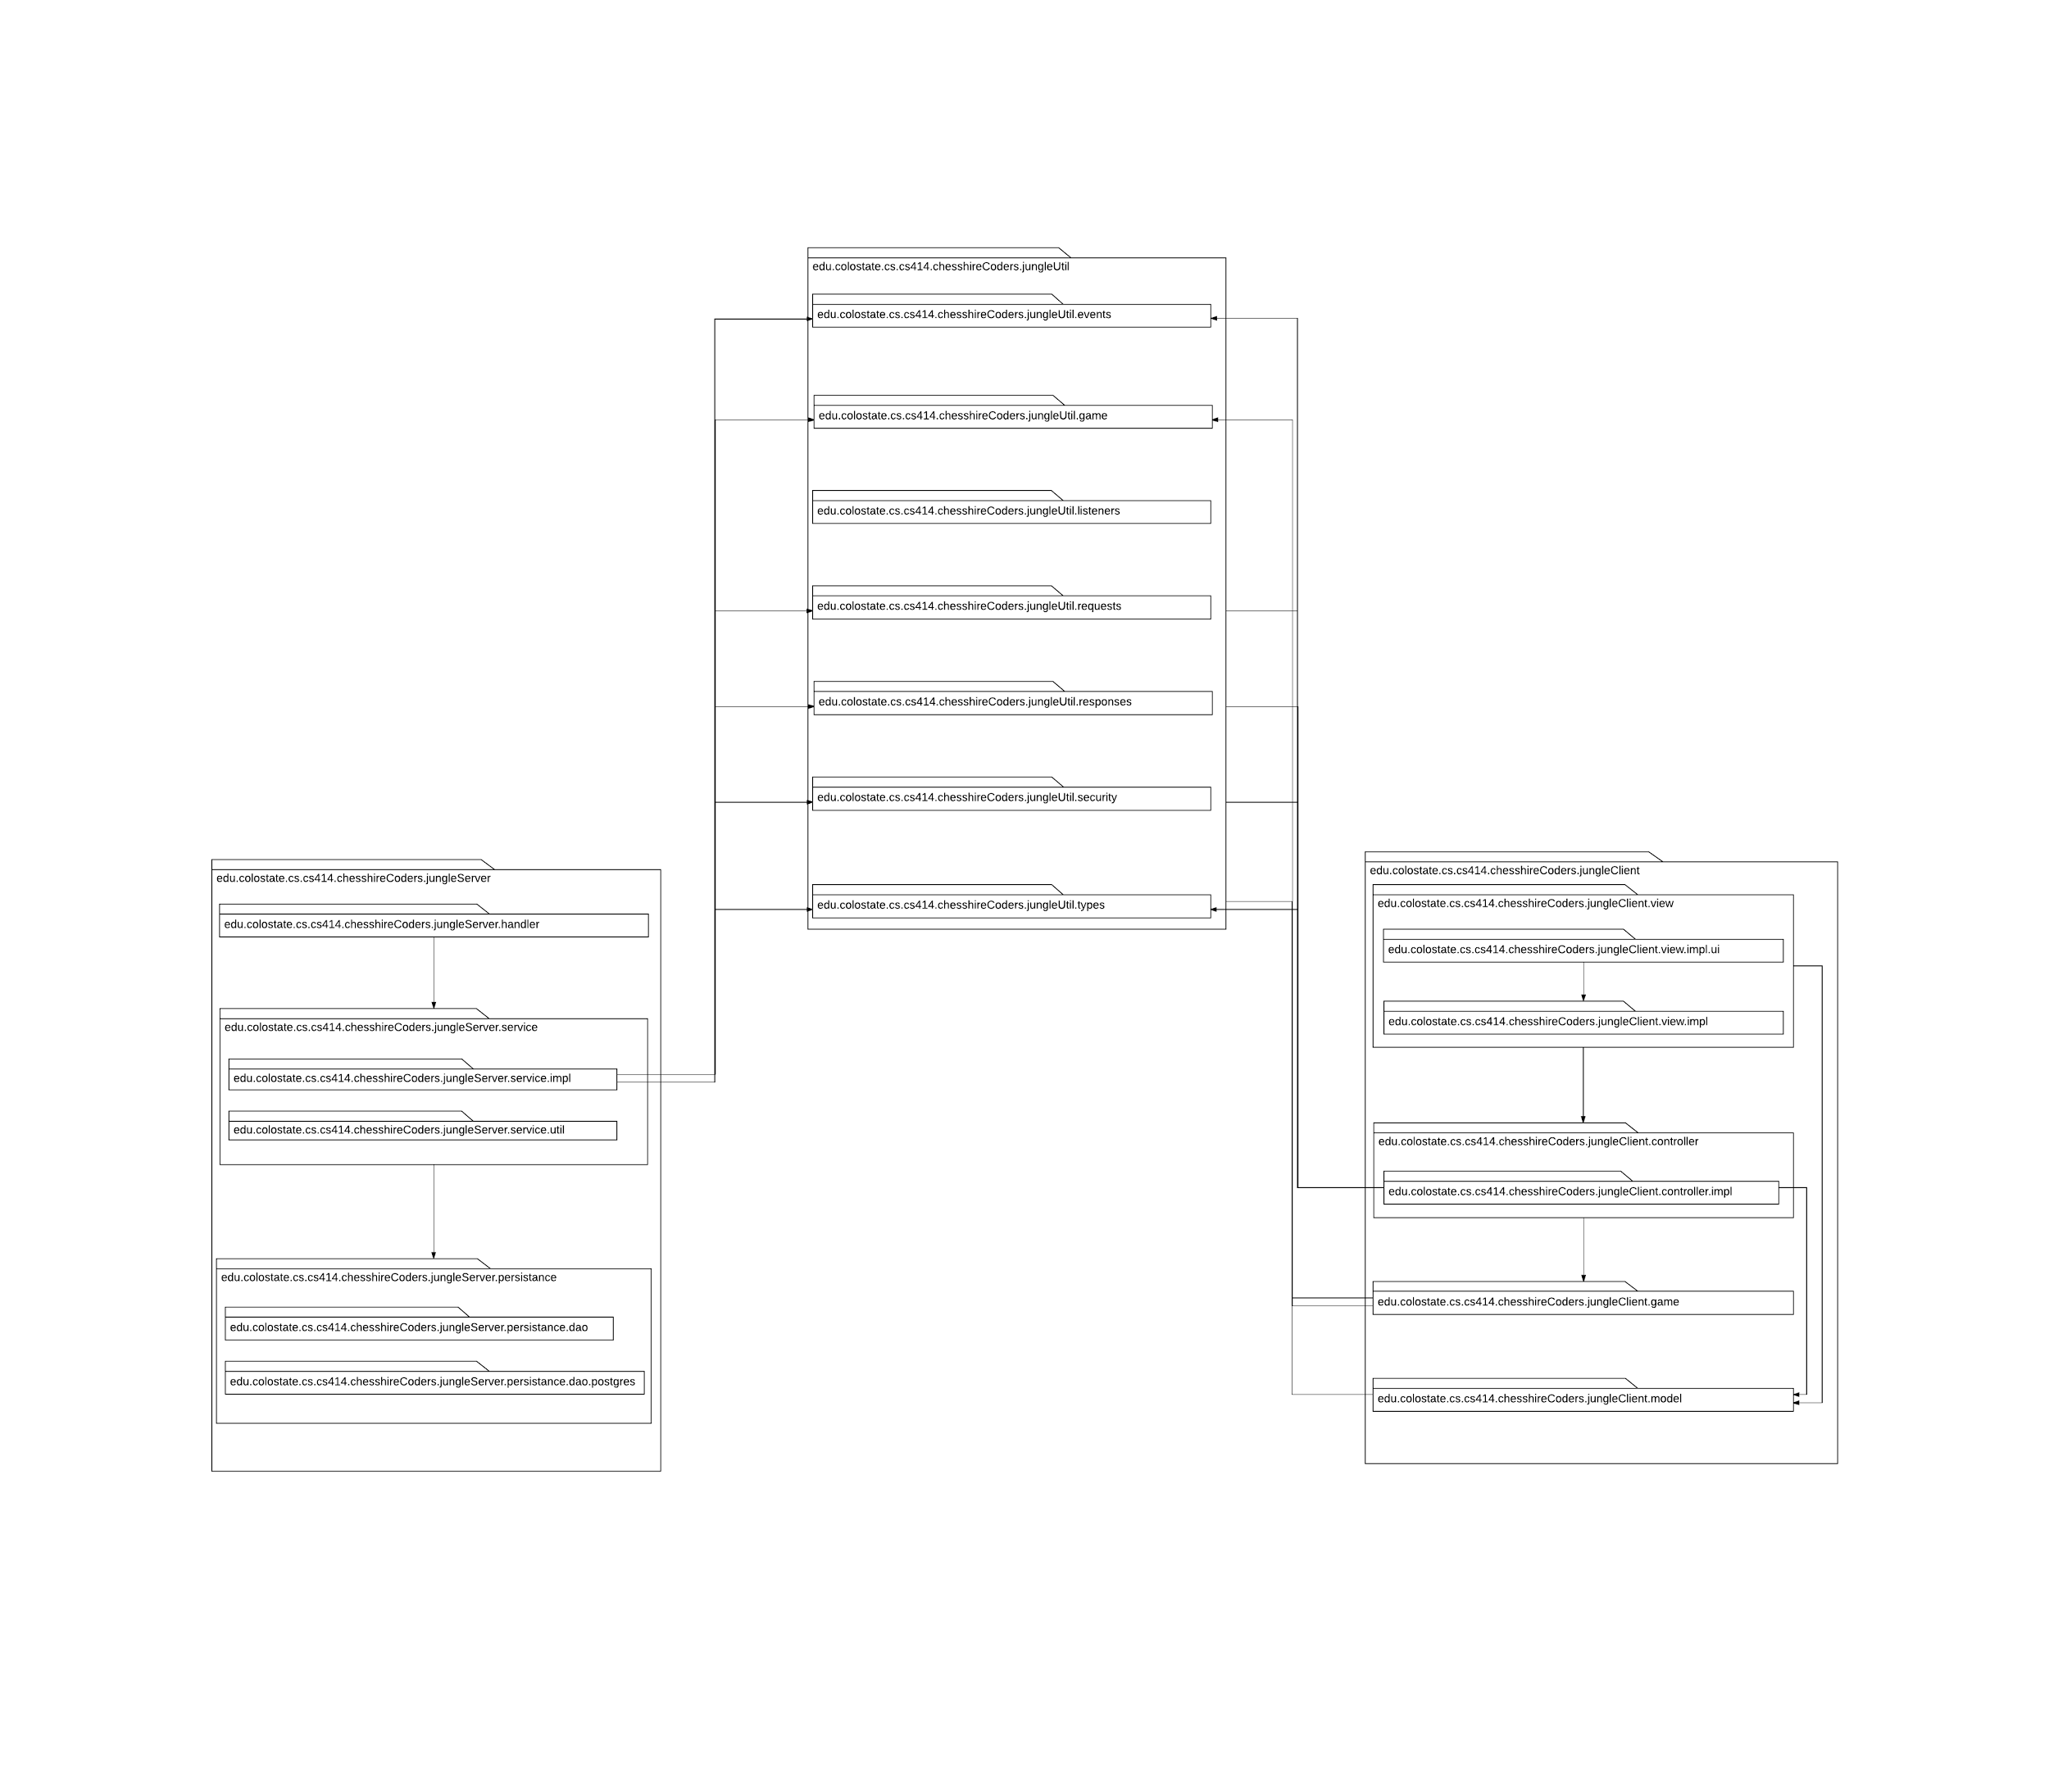 edu.colostate.cs.cs414.chesshireCoders.jungleUtil
edu.colostate.cs.cs414.chesshireCoders.jungleUtil.events
edu.colostate.cs.cs414.chesshireCoders.jungleUtil.game
edu.colostate.cs.cs414.chesshireCoders.jungleUtil.listeners
edu.colostate.cs.cs414.chesshireCoders.jungleUtil.requests
edu.colostate.cs.cs414.chesshireCoders.jungleUtil.responses
edu.colostate.cs.cs414.chesshireCoders.jungleUtil.security
edu.colostate.cs.cs414.chesshireCoders.jungleUtil.types
edu.colostate.cs.cs414.chesshireCoders.jungleServer
edu.colostate.cs.cs414.chesshireCoders.jungleServer.handler
edu.colostate.cs.cs414.chesshireCoders.jungleServer.service
edu.colostate.cs.cs414.chesshireCoders.jungleServer.service.impl
edu.colostate.cs.cs414.chesshireCoders.jungleServer.service.util
edu.colostate.cs.cs414.chesshireCoders.jungleServer.persistance
edu.colostate.cs.cs414.chesshireCoders.jungleServer.persistance.dao
edu.colostate.cs.cs414.chesshireCoders.jungleServer.persistance.dao.postgres
edu.colostate.cs.cs414.chesshireCoders.jungleClient
edu.colostate.cs.cs414.chesshireCoders.jungleClient.view
edu.colostate.cs.cs414.chesshireCoders.jungleClient.view.impl.ui
edu.colostate.cs.cs414.chesshireCoders.jungleClient.view.impl
edu.colostate.cs.cs414.chesshireCoders.jungleClient.controller
edu.colostate.cs.cs414.chesshireCoders.jungleClient.controller.impl
edu.colostate.cs.cs414.chesshireCoders.jungleClient.game
edu.colostate.cs.cs414.chesshireCoders.jungleClient.model